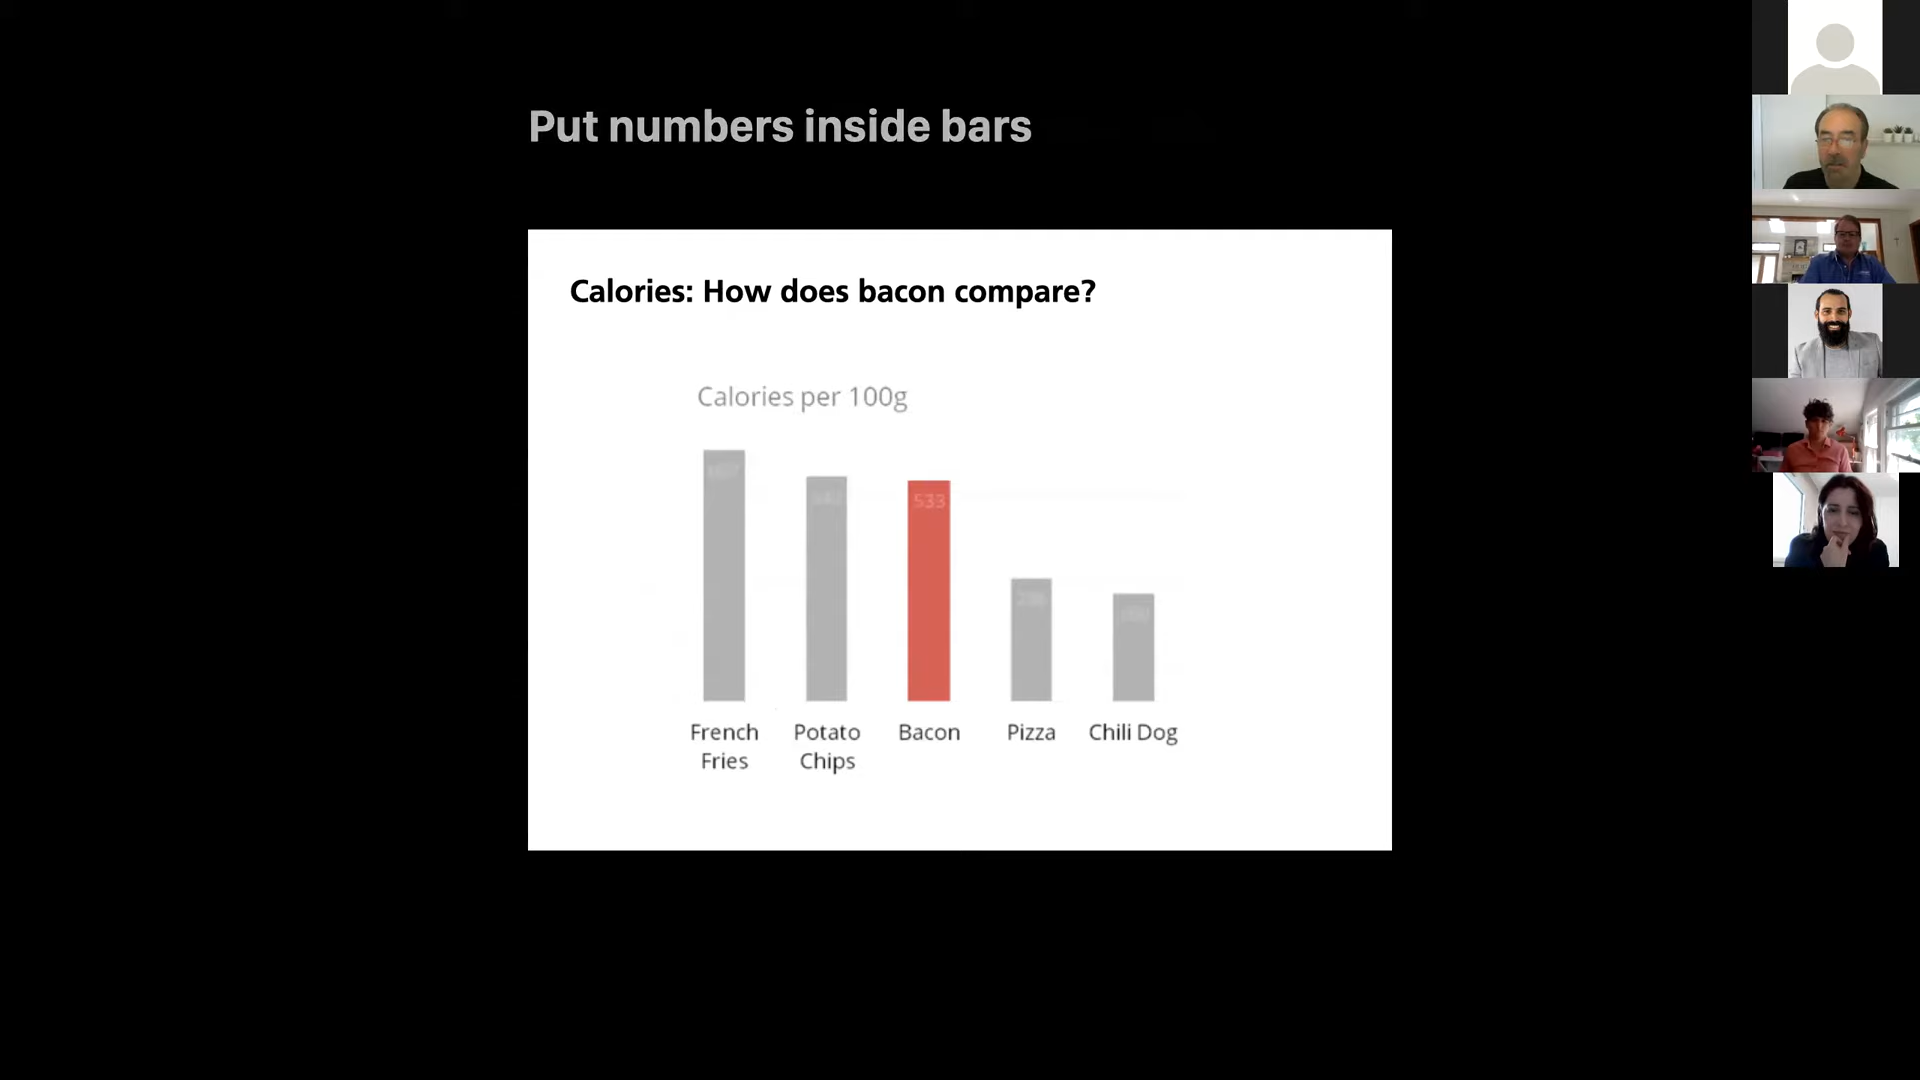 Put numbers inside bars
Calories: How does bacon compare?
Calories per 100g
533
French
Fries
Potato
Chips
Bacon
Pizza
Chili Dog